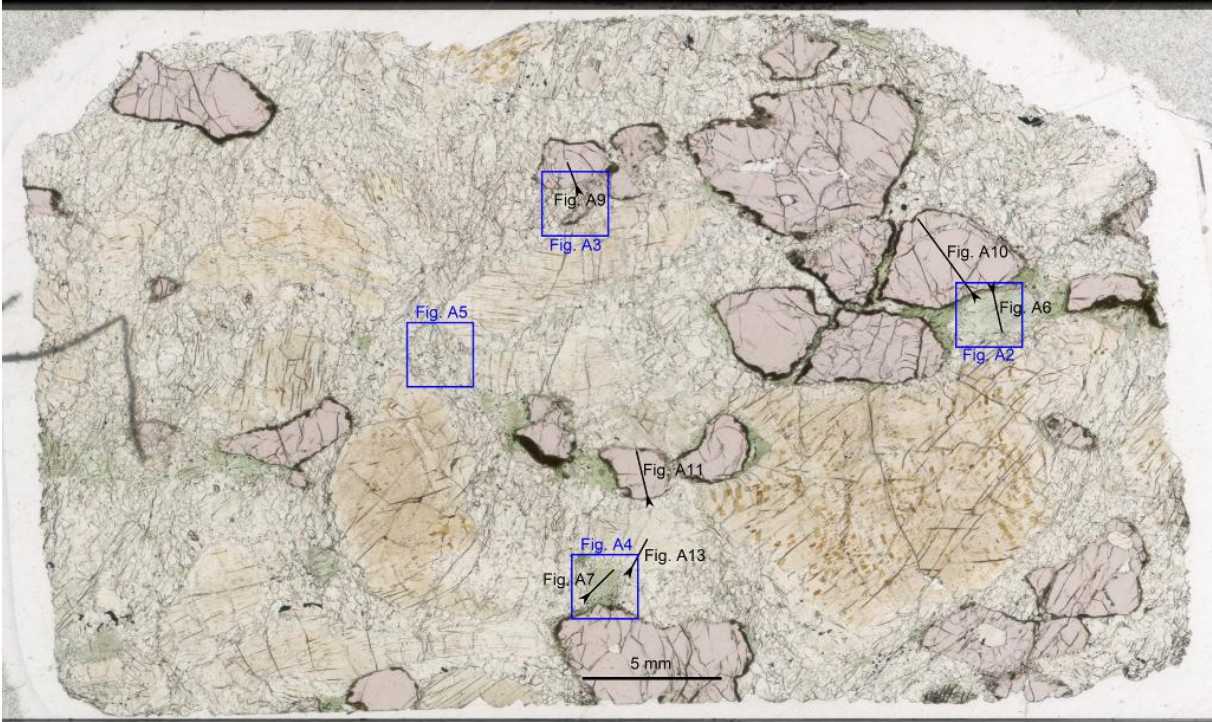 Fig. A9
Fig. A3
Fig. A10
Fig. A6
Fig. A2
Fig. A5
Fig. A11
Fig. A4
Fig. A13
Fig. A7
5 mm